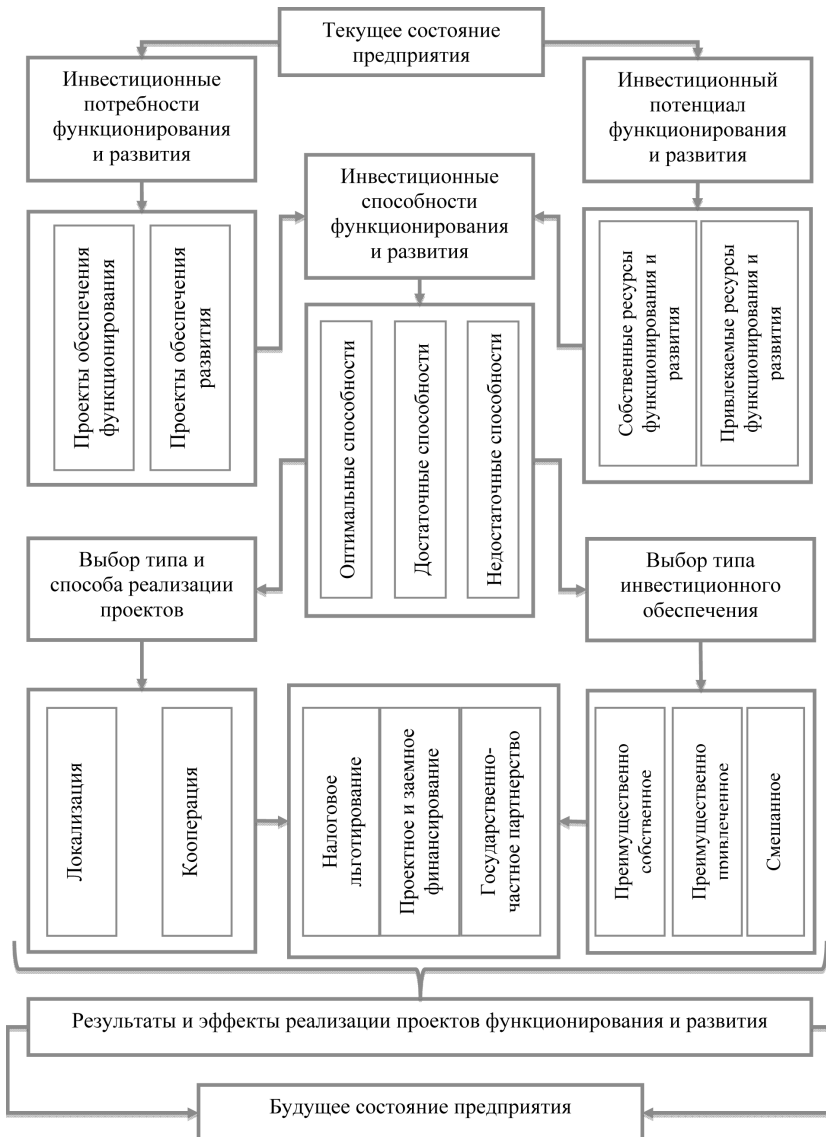 Текущее состояние
предприятия
Инвестиционные
потребности
функционирования
и развития
Инвестиционный
потенциал
функционирования
и развития
Инвестиционные
способности
функционирования
и развития
Проекты обеспечения
функционирования
Проекты обеспечения
развития
Собственные ресурсы
функционирования и
развития
Привлекаемые ресурсы
функционирования и
развития
Оптимальные способности
Достаточные способности
Недостаточные способности
Выбор типа и
способа реализации
проектов
Выбор типа
инвестиционного
обеспечения
Локализация
Кооперация
Налоговое
льготирование
Проектное и заемное
финансирование
Государственно-
частное партнерство
Преимущественно
собственное
Преимущественно
привлеченное
Смешанное
Результаты и эффекты реализации проектов функционирования и развития
Будущее состояние предприятия